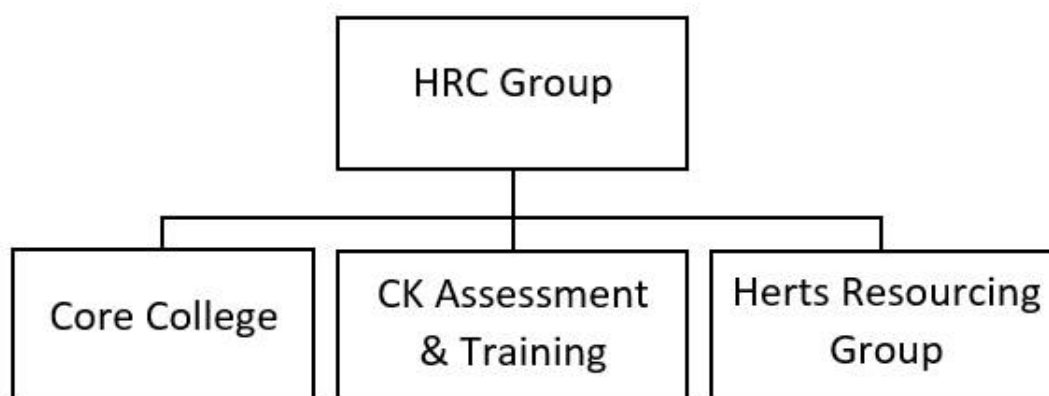 HRC Group
Core College
CK Assessment
& Training
Herts Resourcing
Group